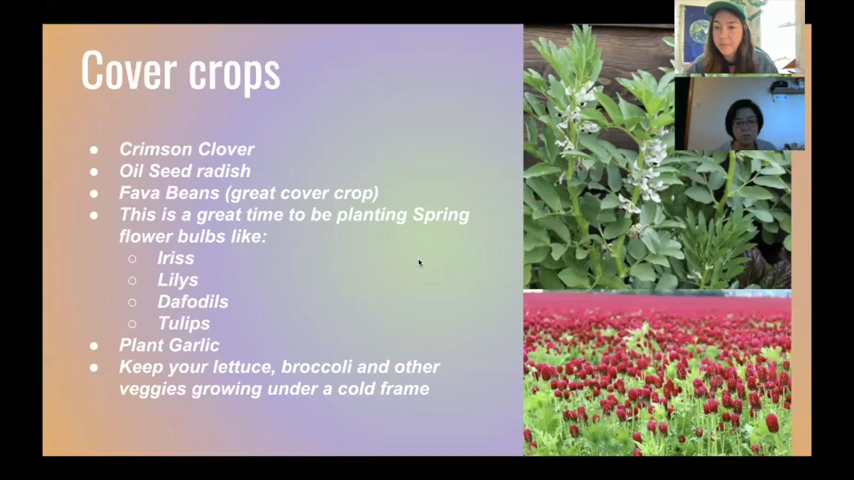 Cover crops
Crimson Clover
Oil Seed radish
Fava Beans (great cover crop)
This is a great time to be planting Spring
flower bulbs like:
Iriss
Lilys
Dafodils
Tulips
Plant Garlic
Keep your lettuce, broccoli and other
veggies growing under a cold frame